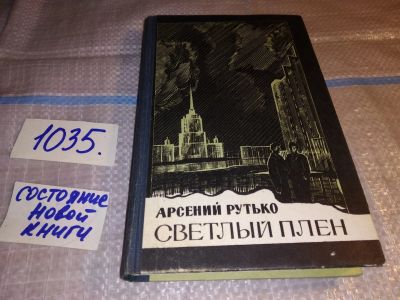 1035.
состояние
новой
книги
АРСЕНИЙ РУТЬКО
СВЕТЛЫЙ ПЛЕН